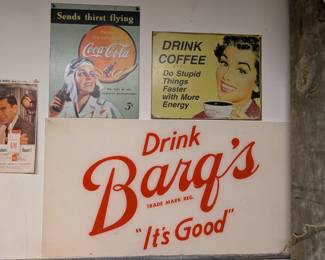 Sends thirst flying
Coca-Cola
5¢
DRINK
COFFEE
Do Stupid
Things
Faster
with More
Energy
Drink
Barq's
TRADE MARK REG.
"It's Good"